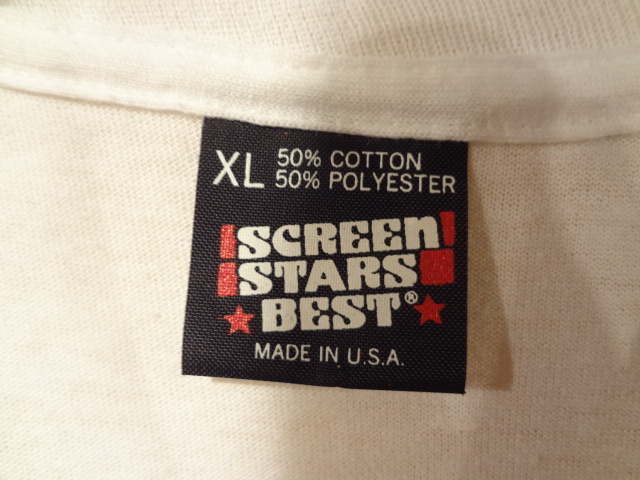 XL 50% COTTON
50% POLYESTER
SCREEN
STARS
BEST®
MADE IN U.S.A.